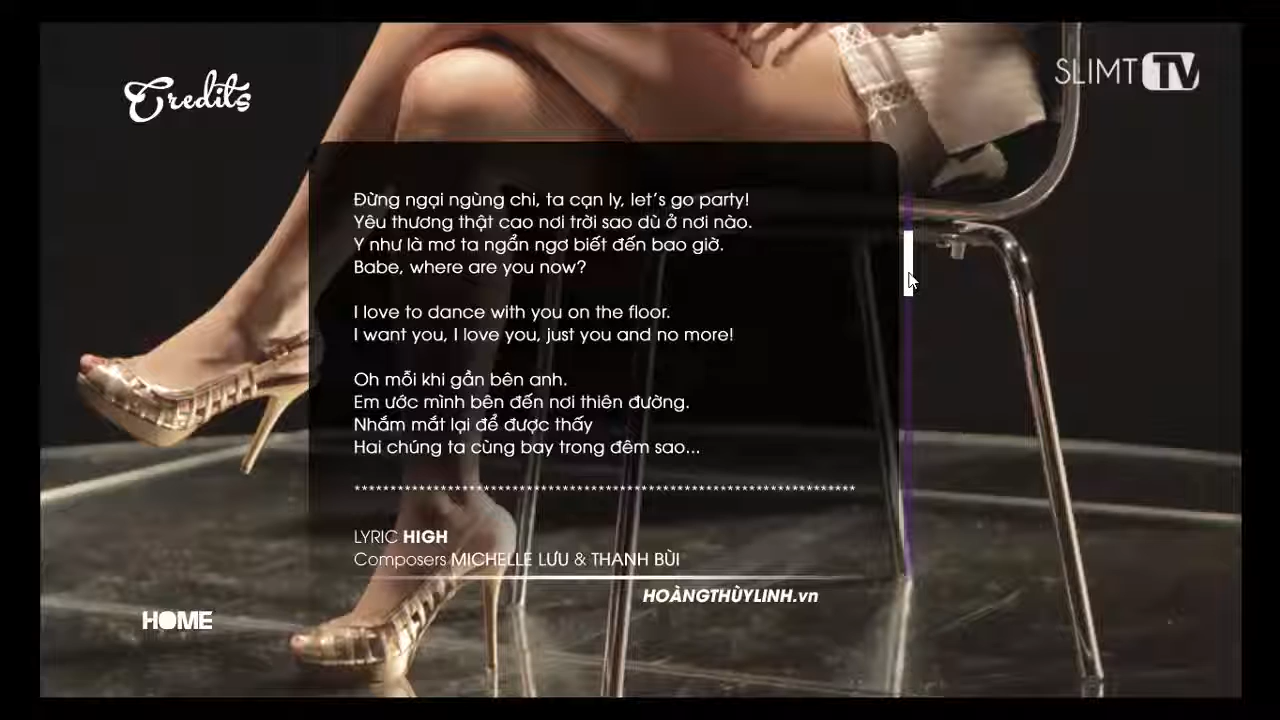 Credits
SLIMTV
Đừng ngại ngùng chi, ta cạn ly, let's go party!
Yêu thương thật cao nơi trời sao dù ở nơi nào.
Y như là mơ ta ngẩn ngơ biết đến bao giờ.
Babe, where are you now?
I love to dance with you on the floor.
I want you, I love you, just you and no more!
Oh mỗi khi gần bên anh.
Em ước mình bên đến nơi thiên đường.
Nhắm mắt lại để được thấy
Hai chúng ta cùng bay trong đêm sao...
**********************************************************************
LYRIC HIGH
Composers MICHELLE LƯU & THANH BÙI
HOÀNGTHÙYLINH.vn
HOME